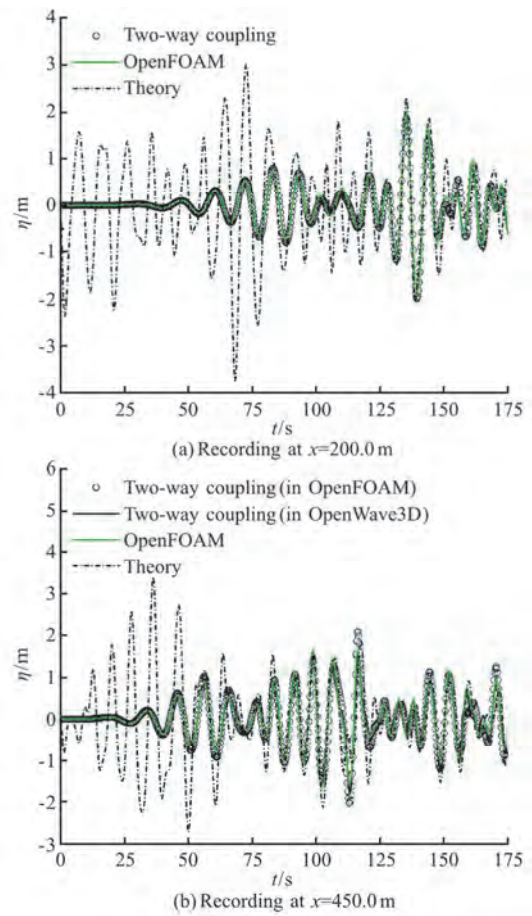 4
Two-way coupling
OpenFOAM
3
Theory
2
1
0
η/m
-1
-2
-3
-4
0 25 50 75 100 125 150 175
t/s
(a) Recording at x=200.0 m
6
Two-way coupling (in OpenFOAM)
5
Two-way coupling (in OpenWave3D)
4
OpenFOAM
Theory
3
2
1
η/m
0
-1
-2
-3
0 25 50 75 100 125 150 175
t/s
(b) Recording at x=450.0 m